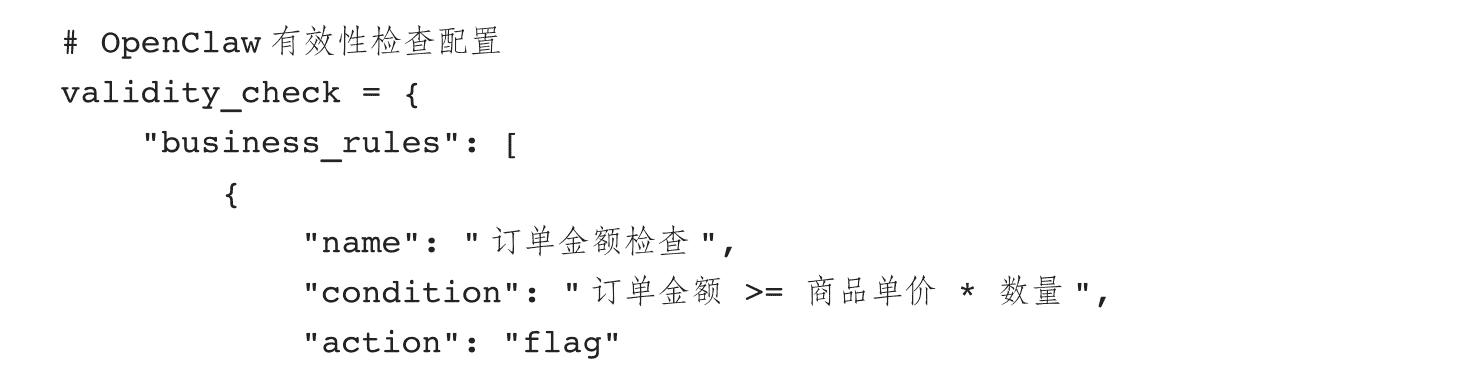 # OpenClaw 有效性检查配置
validity_check = {
    "business_rules": [
        {
            "name": "订单金额检查",
            "condition": "订单金额 >= 商品单价 * 数量",
            "action": "flag"